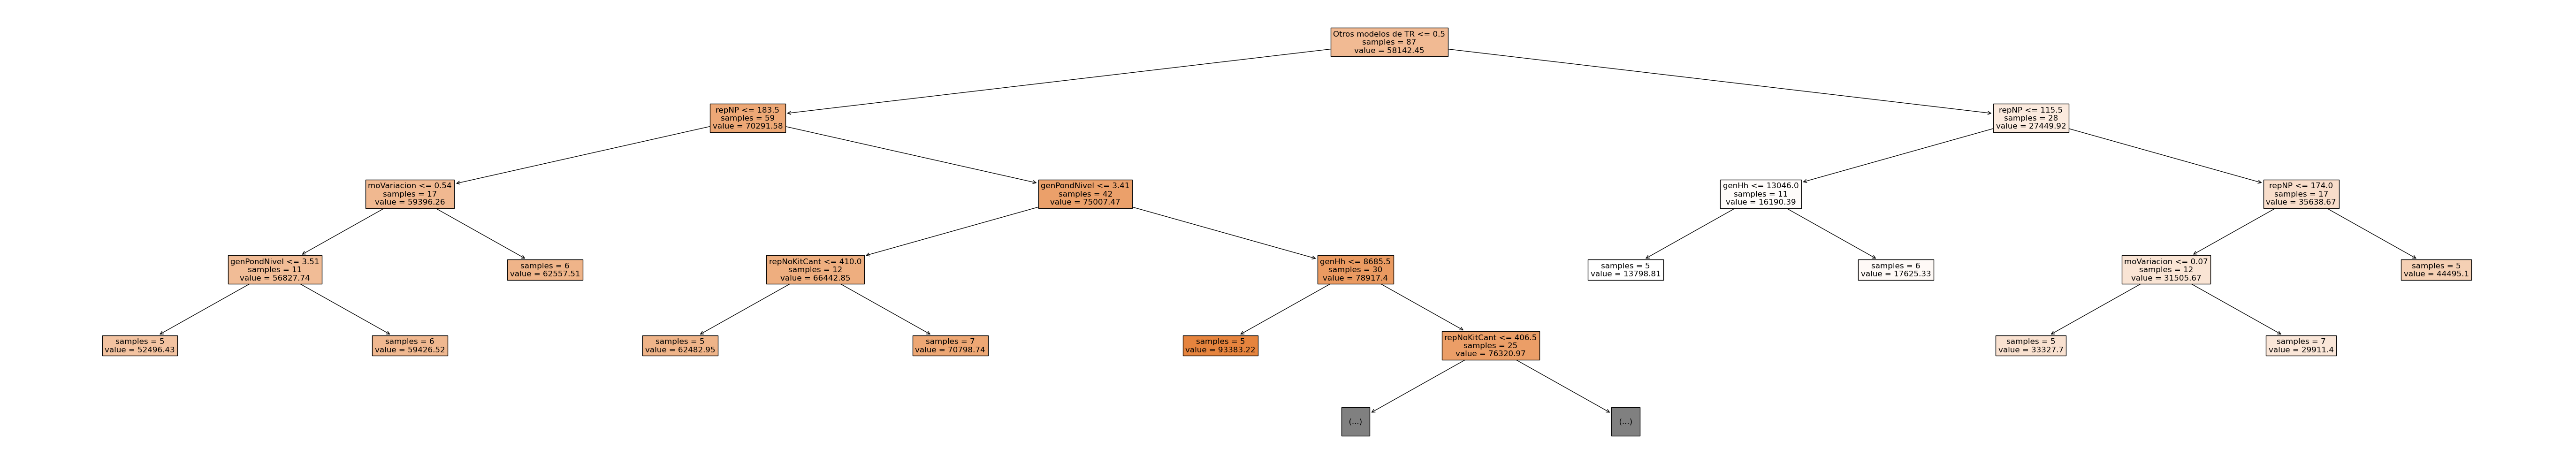 Otros modelos de TR <= 0.5
samples = 87
value = 58142.45
repNP <= 183.5
samples = 59
value = 70291.58
repNP <= 115.5
samples = 28
value = 27449.92
moVariacion <= 0.54
samples = 17
value = 59396.26
genPondNivel <= 3.41
samples = 42
value = 75007.47
genHh <= 13046.0
samples = 11
value = 16190.39
repNP <= 174.0
samples = 17
value = 35638.67
genPondNivel <= 3.51
samples = 11
value = 56827.74
samples = 6
value = 62557.51
repNoKitCant <= 410.0
samples = 12
value = 66442.85
genHh <= 8685.5
samples = 30
value = 78917.4
samples = 5
value = 13798.81
samples = 6
value = 17625.33
moVariacion <= 0.07
samples = 12
value = 31505.67
samples = 5
value = 44495.1
samples = 5
value = 52496.43
samples = 6
value = 59426.52
samples = 5
value = 62482.95
samples = 7
value = 70798.74
samples = 5
value = 93383.22
repNoKitCant <= 406.5
samples = 25
value = 76320.97
samples = 5
value = 33327.7
samples = 7
value = 29911.4
(...)
(...)